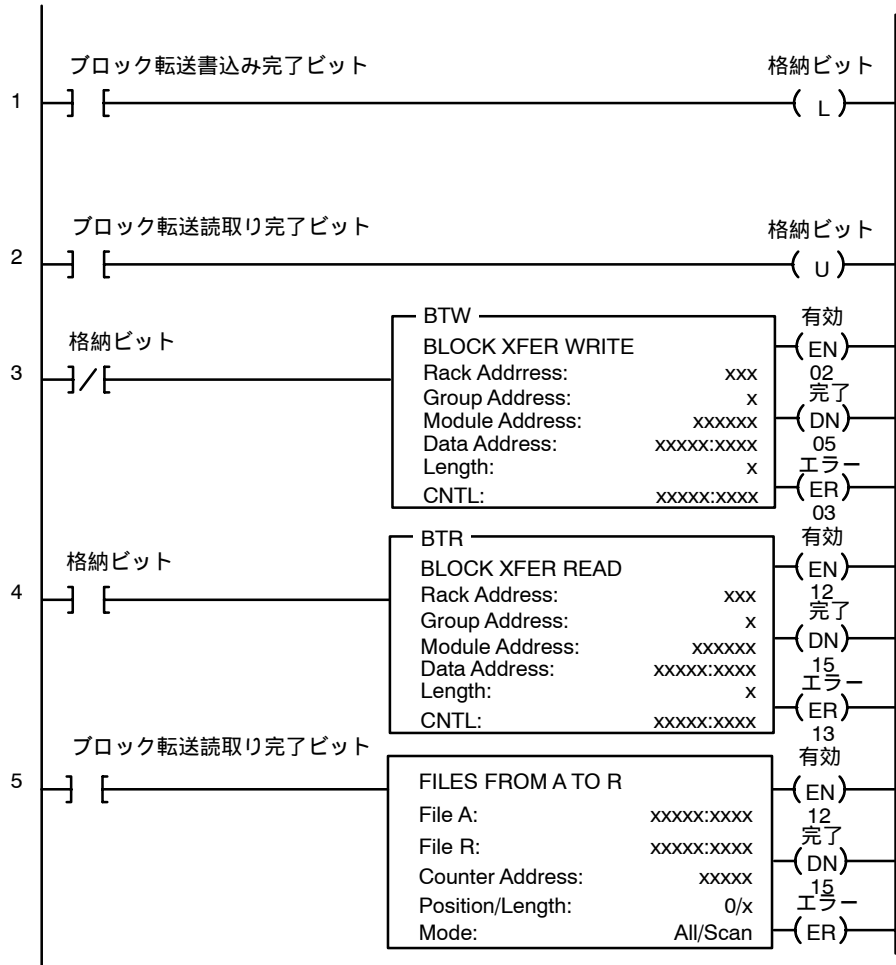 ブロック転送書込み完了ビット
格納ビット
1
L
ブロック転送読取り完了ビット
格納ビット
2
U
格納ビット
3
BTW
BLOCK XFER WRITE
Rack Addrress: xxx
Group Address: x
Module Address: xxxxxx
Data Address: xxxxx:xxxx
Length: x
CNTL: xxxxx:xxxx
有効
EN
02
完了
DN
05
エラー
ER
03
格納ビット
4
BTR
BLOCK XFER READ
Rack Address: xxx
Group Address: x
Module Address: xxxxxx
Data Address: xxxxx:xxxx
Length: x
CNTL: xxxxx:xxxx
有効
EN
12
完了
DN
15
エラー
ER
13
ブロック転送読取り完了ビット
5
FILES FROM A TO R
File A: xxxxx:xxxx
File R: xxxxx:xxxx
Counter Address: xxxxx
Position/Length: 0/x
Mode: All/Scan
有効
EN
12
完了
DN
15
エラー
ER